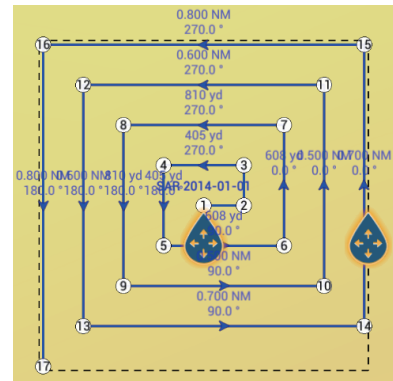 0.800 NM
270.0 °
16 15
0.600 NM
270.0 °
12 11
810 yd
270.0 °
8 7
405 yd
270.0 °
608 yd 0.500 NM 0.700 NM
4 3
0.0 ° 0.0 ° 0.0 °
0.800 NM 810 yd 405 yd
SAR-2014-01-01
180.0 ° 180.0 ° 180.0 °
1 2
608 yd
5 6
NM
90.0 °
9 10
0.700 NM
90.0 °
13 14
17